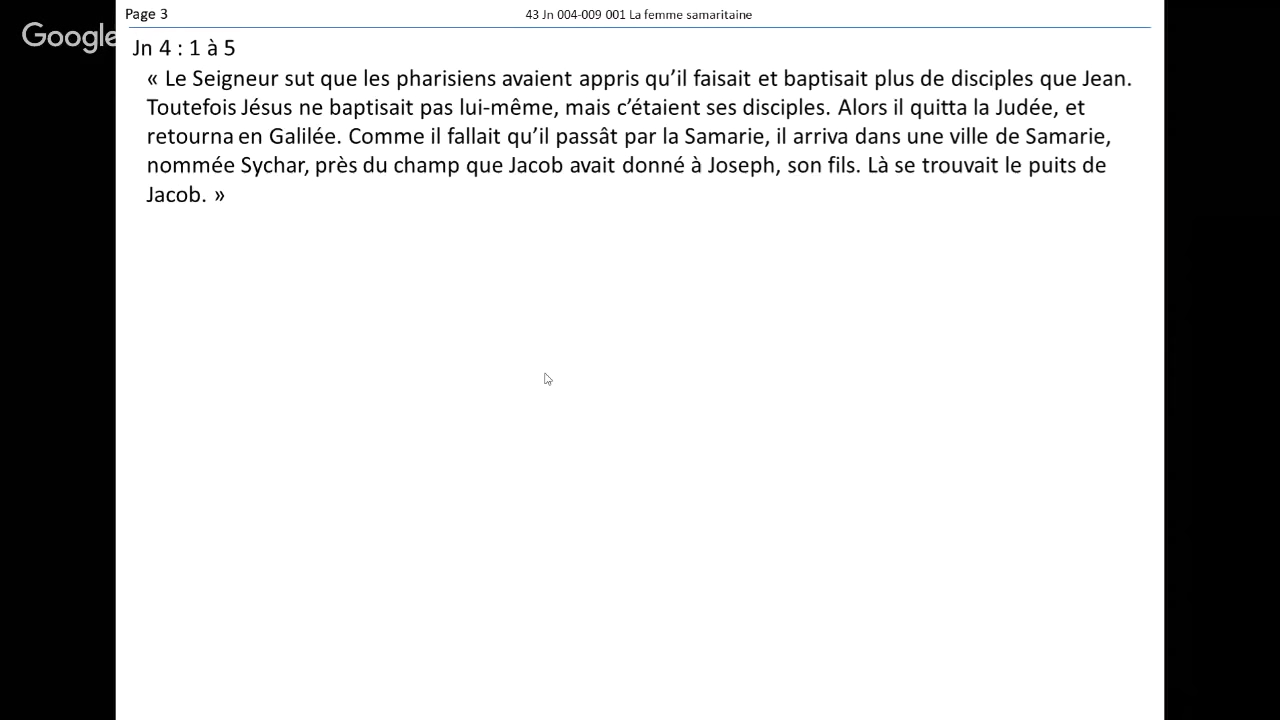 Google
Page 3
43 Jn 004-009 001 La femme samaritaine
Jn 4 : 1 à 5
« Le Seigneur sut que les pharisiens avaient appris qu’il faisait et baptisait plus de disciples que Jean.
Toutefois Jésus ne baptisait pas lui-même, mais c’étaient ses disciples. Alors il quitta la Judée, et
retourna en Galilée. Comme il fallait qu’il passât par la Samarie, il arriva dans une ville de Samarie,
nommée Sychar, près du champ que Jacob avait donné à Joseph, son fils. Là se trouvait le puits de
Jacob. »